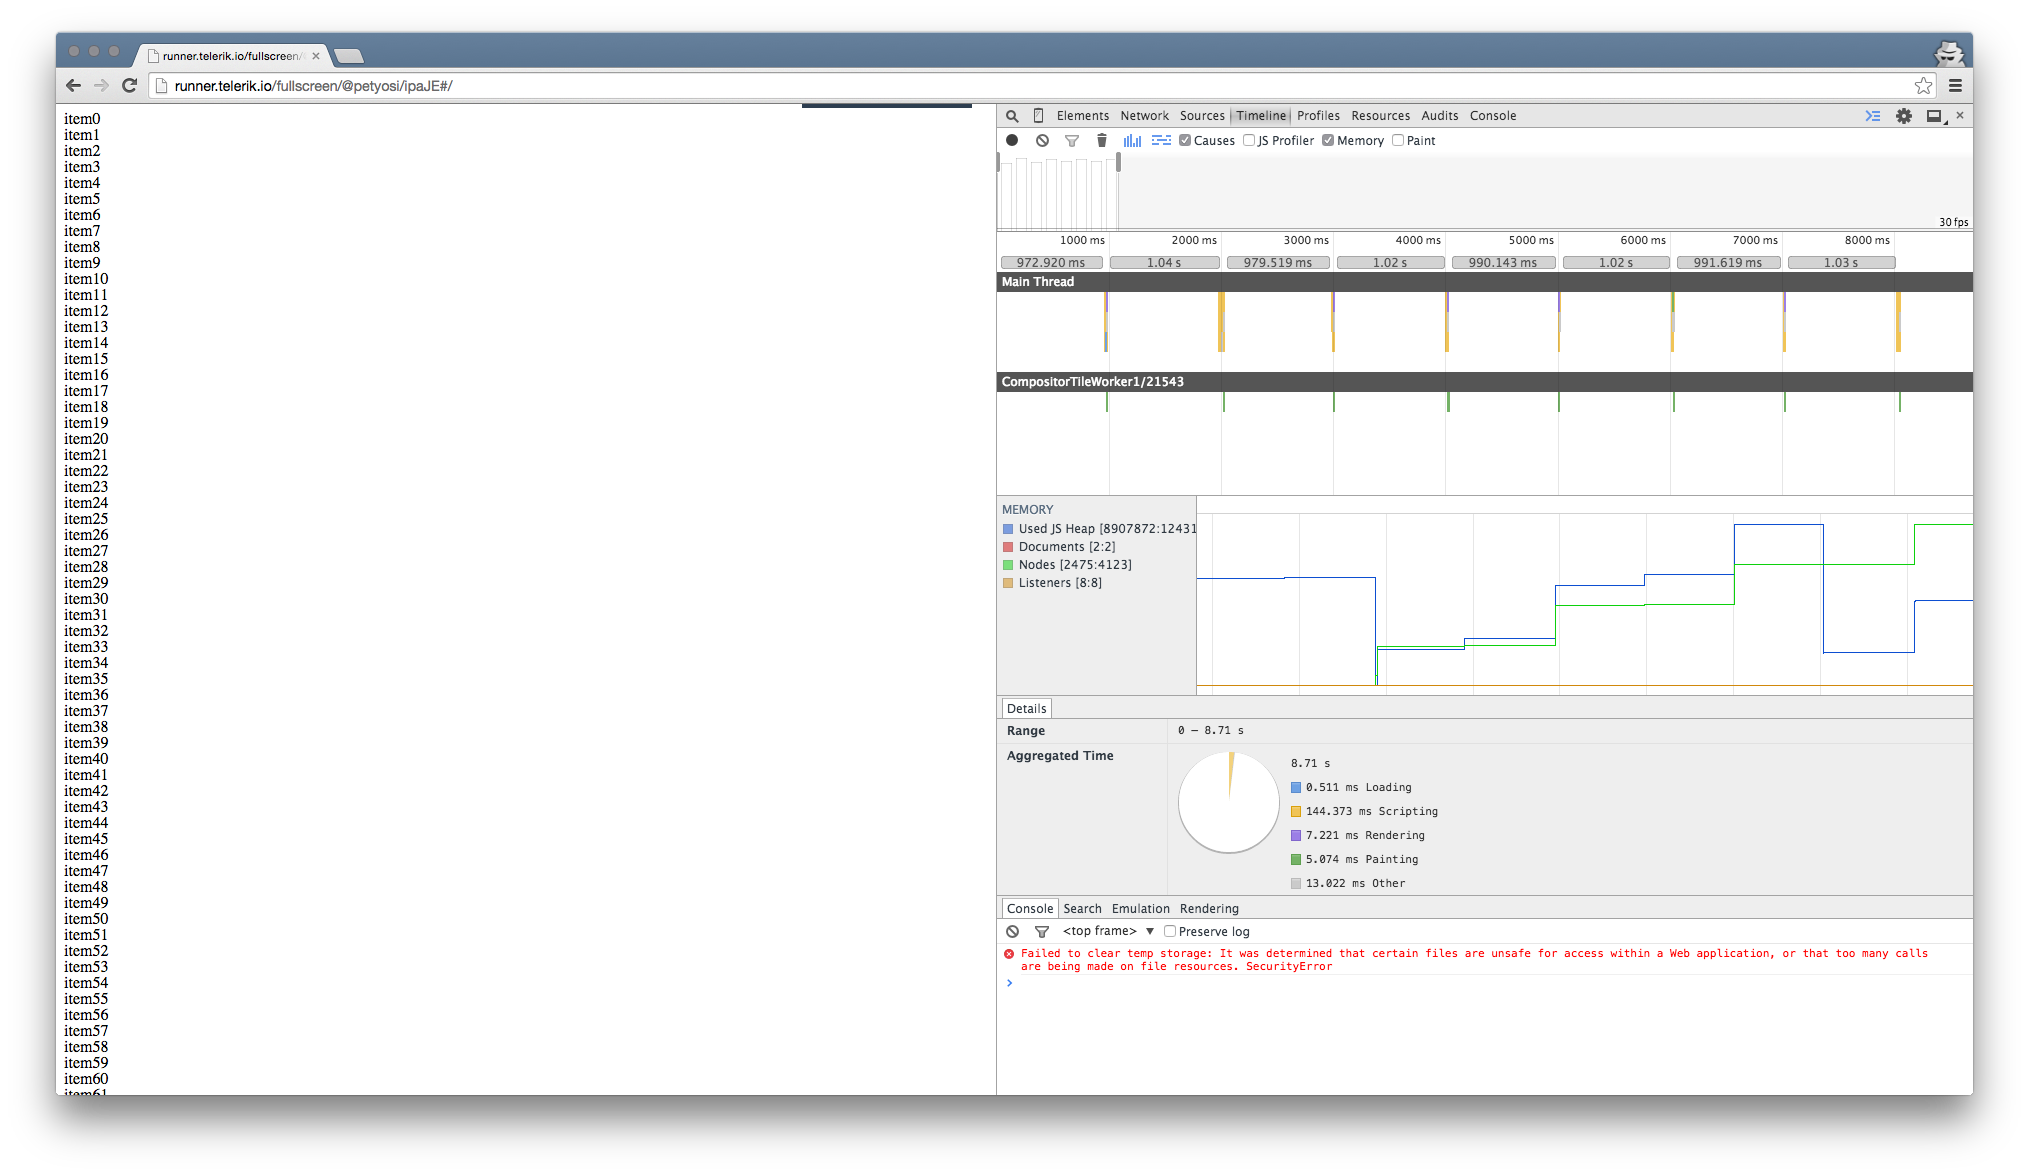 runner.telerik.io/fullscreen/
runner.telerik.io/fullscreen/@petyosi/ipaJE#/
item0
item1
item2
item3
item4
item5
item6
item7
item8
item9
item10
item11
item12
item13
item14
item15
item16
item17
item18
item19
item20
item21
item22
item23
item24
item25
item26
item27
item28
item29
item30
item31
item32
item33
item34
item35
item36
item37
item38
item39
item40
item41
item42
item43
item44
item45
item46
item47
item48
item49
item50
item51
item52
item53
item54
item55
item56
item57
item58
item59
item60
item61
Elements Network Sources Timeline Profiles Resources Audits Console
Causes JS Profiler Memory Paint
30 fps
1000 ms 2000 ms 3000 ms 4000 ms 5000 ms 6000 ms 7000 ms 8000 ms
972.920 ms 1.04 s 979.519 ms 1.02 s 990.143 ms 1.02 s 991.619 ms 1.03 s
Main Thread
CompositorTileWorker1/21543
MEMORY
Used JS Heap [8907872:12431
Documents [2:2]
Nodes [2475:4123]
Listeners [8:8]
Details
Range 0 – 8.71 s
Aggregated Time
8.71 s
0.511 ms Loading
144.373 ms Scripting
7.221 ms Rendering
5.074 ms Painting
13.022 ms Other
Console Search Emulation Rendering
<top frame> ▼ Preserve log
Failed to clear temp storage: It was determined that certain files are unsafe for access within a Web application, or that too many calls
are being made on file resources. SecurityError
>